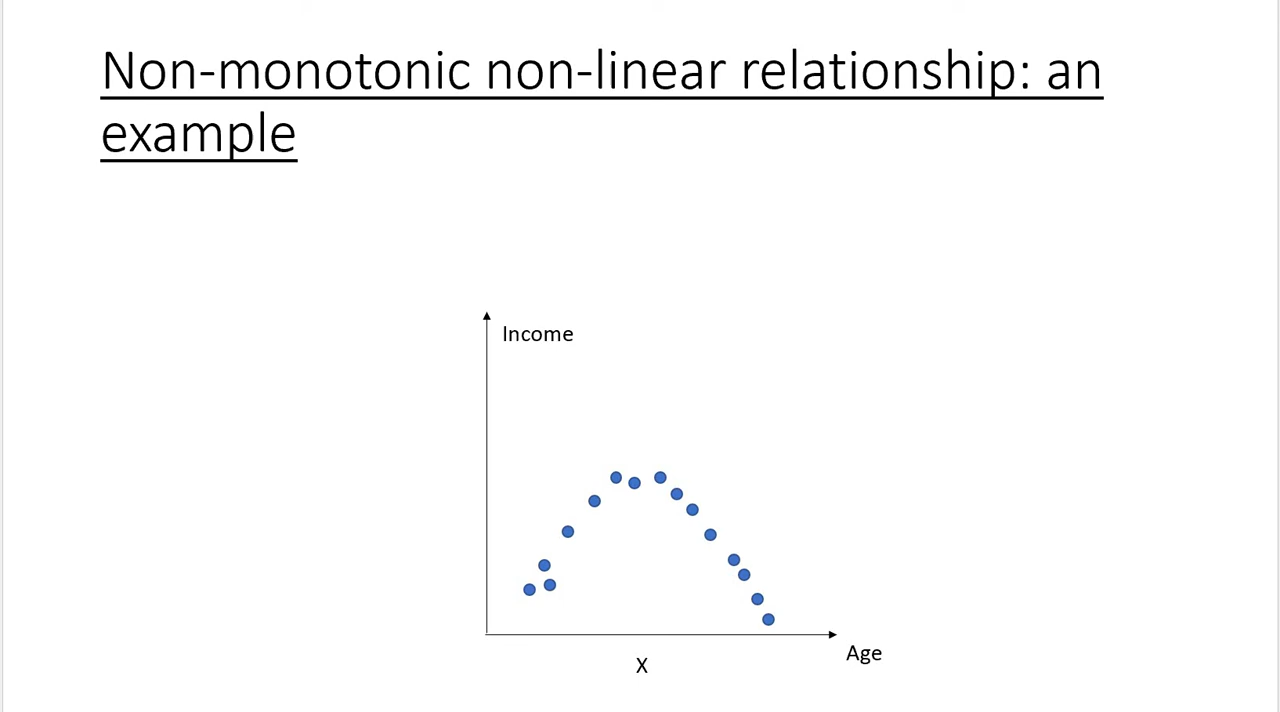 Non-monotonic non-linear relationship: an
example
Income
Age
X